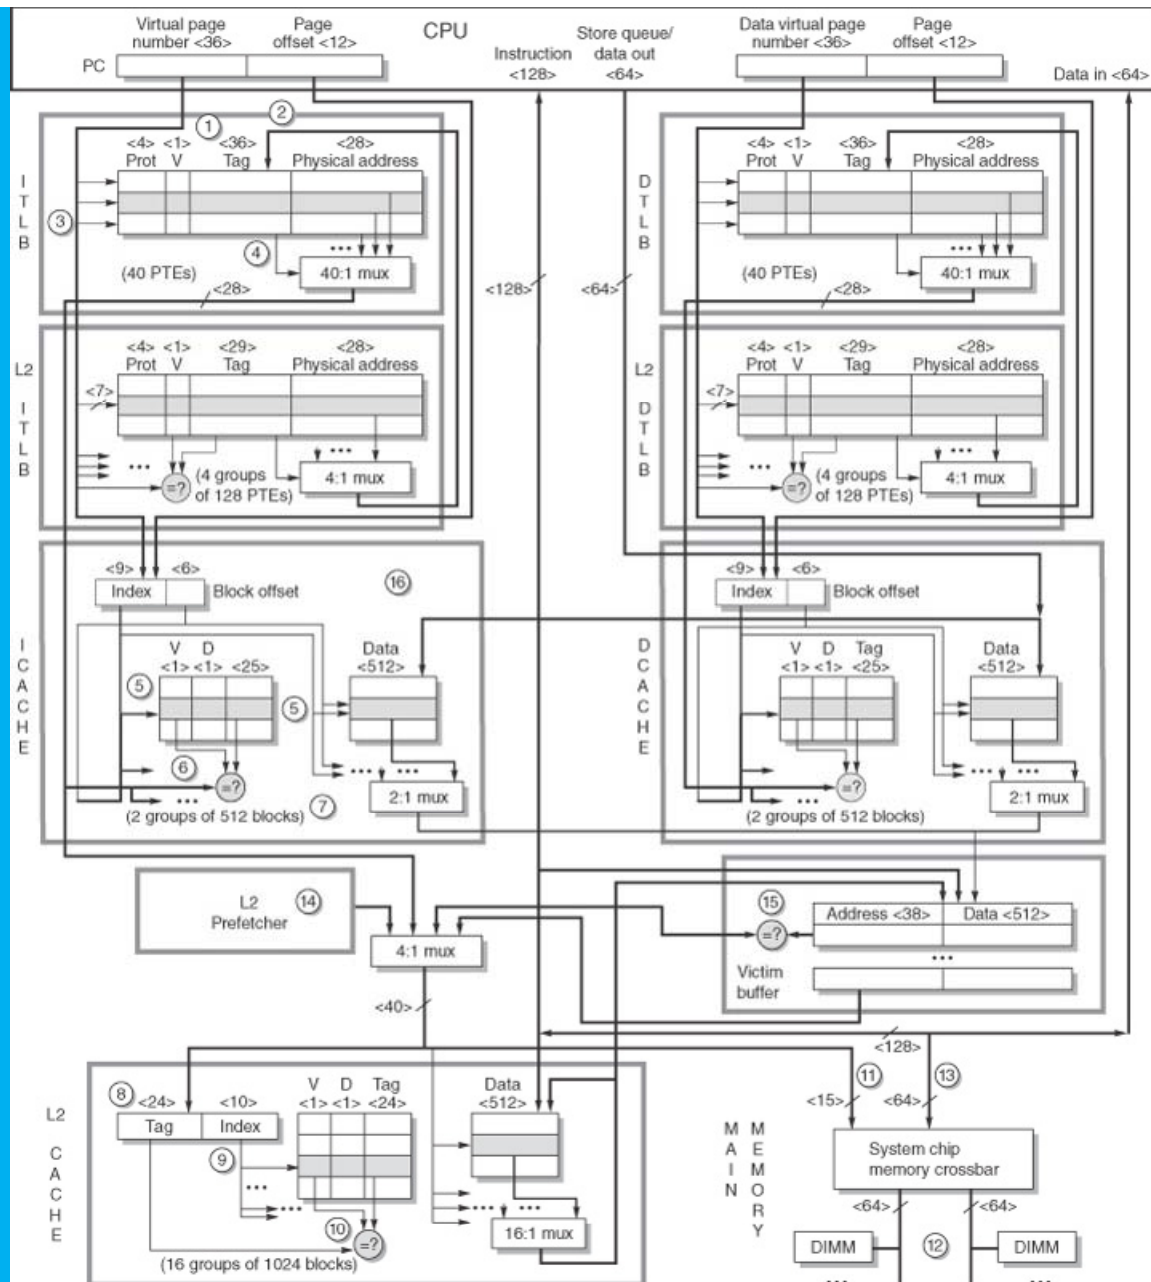 CPU
Virtual page
number <36>
Page
offset <12>
PC
Instruction
<128>
Store queue/
data out
<64>
Data virtual page
number <36>
Page
offset <12>
Data in <64>
I
T
L
B
1
2
<4> <1> <36> <28>
Prot V Tag Physical address
3
4
•••
(40 PTEs)
40:1 mux
<28>
<128>
<64>
D
T
L
B
<4> <1> <36> <28>
Prot V Tag Physical address
•••
(40 PTEs)
40:1 mux
<28>
L2
I
T
L
B
<4> <1> <29> <28>
Prot V Tag Physical address
<7>
•••
•••
=?
(4 groups
of 128 PTEs)
4:1 mux
L2
D
T
L
B
<4> <1> <29> <28>
Prot V Tag Physical address
<7>
•••
•••
=?
(4 groups
of 128 PTEs)
4:1 mux
I
C
A
C
H
E
<9> <6>
Index
Block offset
16
V D
<1> <1> <25>
Data
<512>
5
5
6
=?
7
•••
••• •••
2:1 mux
(2 groups of 512 blocks)
D
C
A
C
H
E
<9> <6>
Index
Block offset
V D Tag
<1> <1> <25>
Data
<512>
=?
•••
••• •••
2:1 mux
(2 groups of 512 blocks)
L2
Prefetcher
14
4:1 mux
<40>
15
=?
Address <38> Data <512>
•••
Victim
buffer
<128>
L2
C
A
C
H
E
8
<24> <10>
Tag Index
9
•••
V D Tag
<1> <1> <24>
Data
<512>
•••
10
=?
••• •••
16:1 mux
(16 groups of 1024 blocks)
11
13
<15> <64>
M
A
I
N
M
E
M
O
R
Y
System chip
memory crossbar
<64> <64>
DIMM
12
DIMM
••• •••